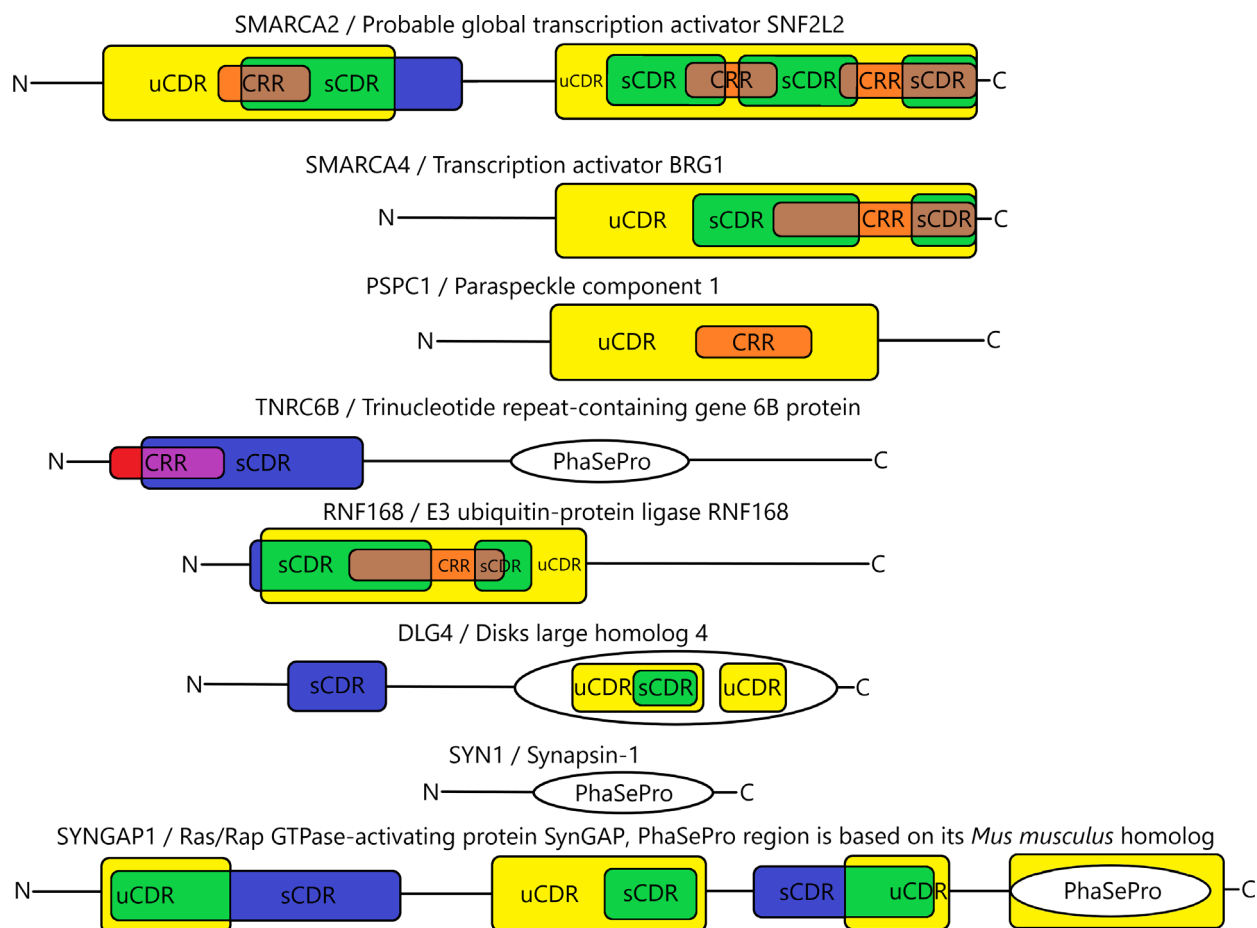 SMARCA2 / Probable global transcription activator SNF2L2
N uCDR CRR sCDR uCDR sCDR CRR sCDR CRR sCDR C
SMARCA4 / Transcription activator BRG1
N uCDR sCDR CRR sCDR C
PSPC1 / Paraspeckle component 1
N uCDR CRR C
TNRC6B / Trinucleotide repeat-containing gene 6B protein
N CRR sCDR PhaSePro C
RNF168 / E3 ubiquitin-protein ligase RNF168
N sCDR CRR sCDR uCDR C
DLG4 / Disks large homolog 4
N sCDR uCDR sCDR uCDR C
SYN1 / Synapsin-1
N PhaSePro C
SYNGAP1 / Ras/Rap GTPase-activating protein SynGAP, PhaSePro region is based on its Mus musculus homolog
N uCDR sCDR uCDR sCDR sCDR uCDR PhaSePro C